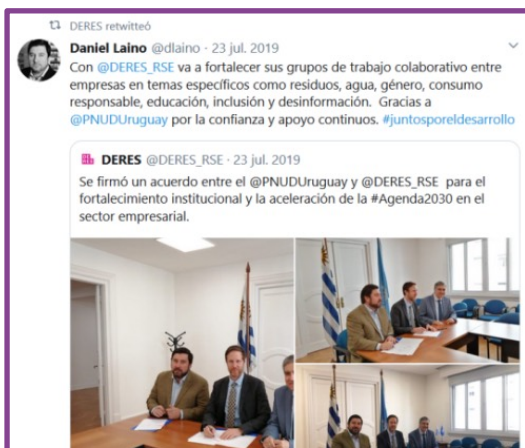 DERES retwitteó
Daniel Laino @dlaino · 23 jul. 2019
Con @DERES_RSE va a fortalecer sus grupos de trabajo colaborativo entre
empresas en temas específicos como residuos, agua, género, consumo
responsable, educación, inclusión y desinformación. Gracias a
@PNUDUruguay por la confianza y apoyo continuos. #juntosporeldesarrollo
DERES @DERES_RSE · 23 jul. 2019
Se firmó un acuerdo entre el @PNUDUruguay y @DERES_RSE para el
fortalecimiento institucional y la aceleración de la #Agenda2030 en el
sector empresarial.